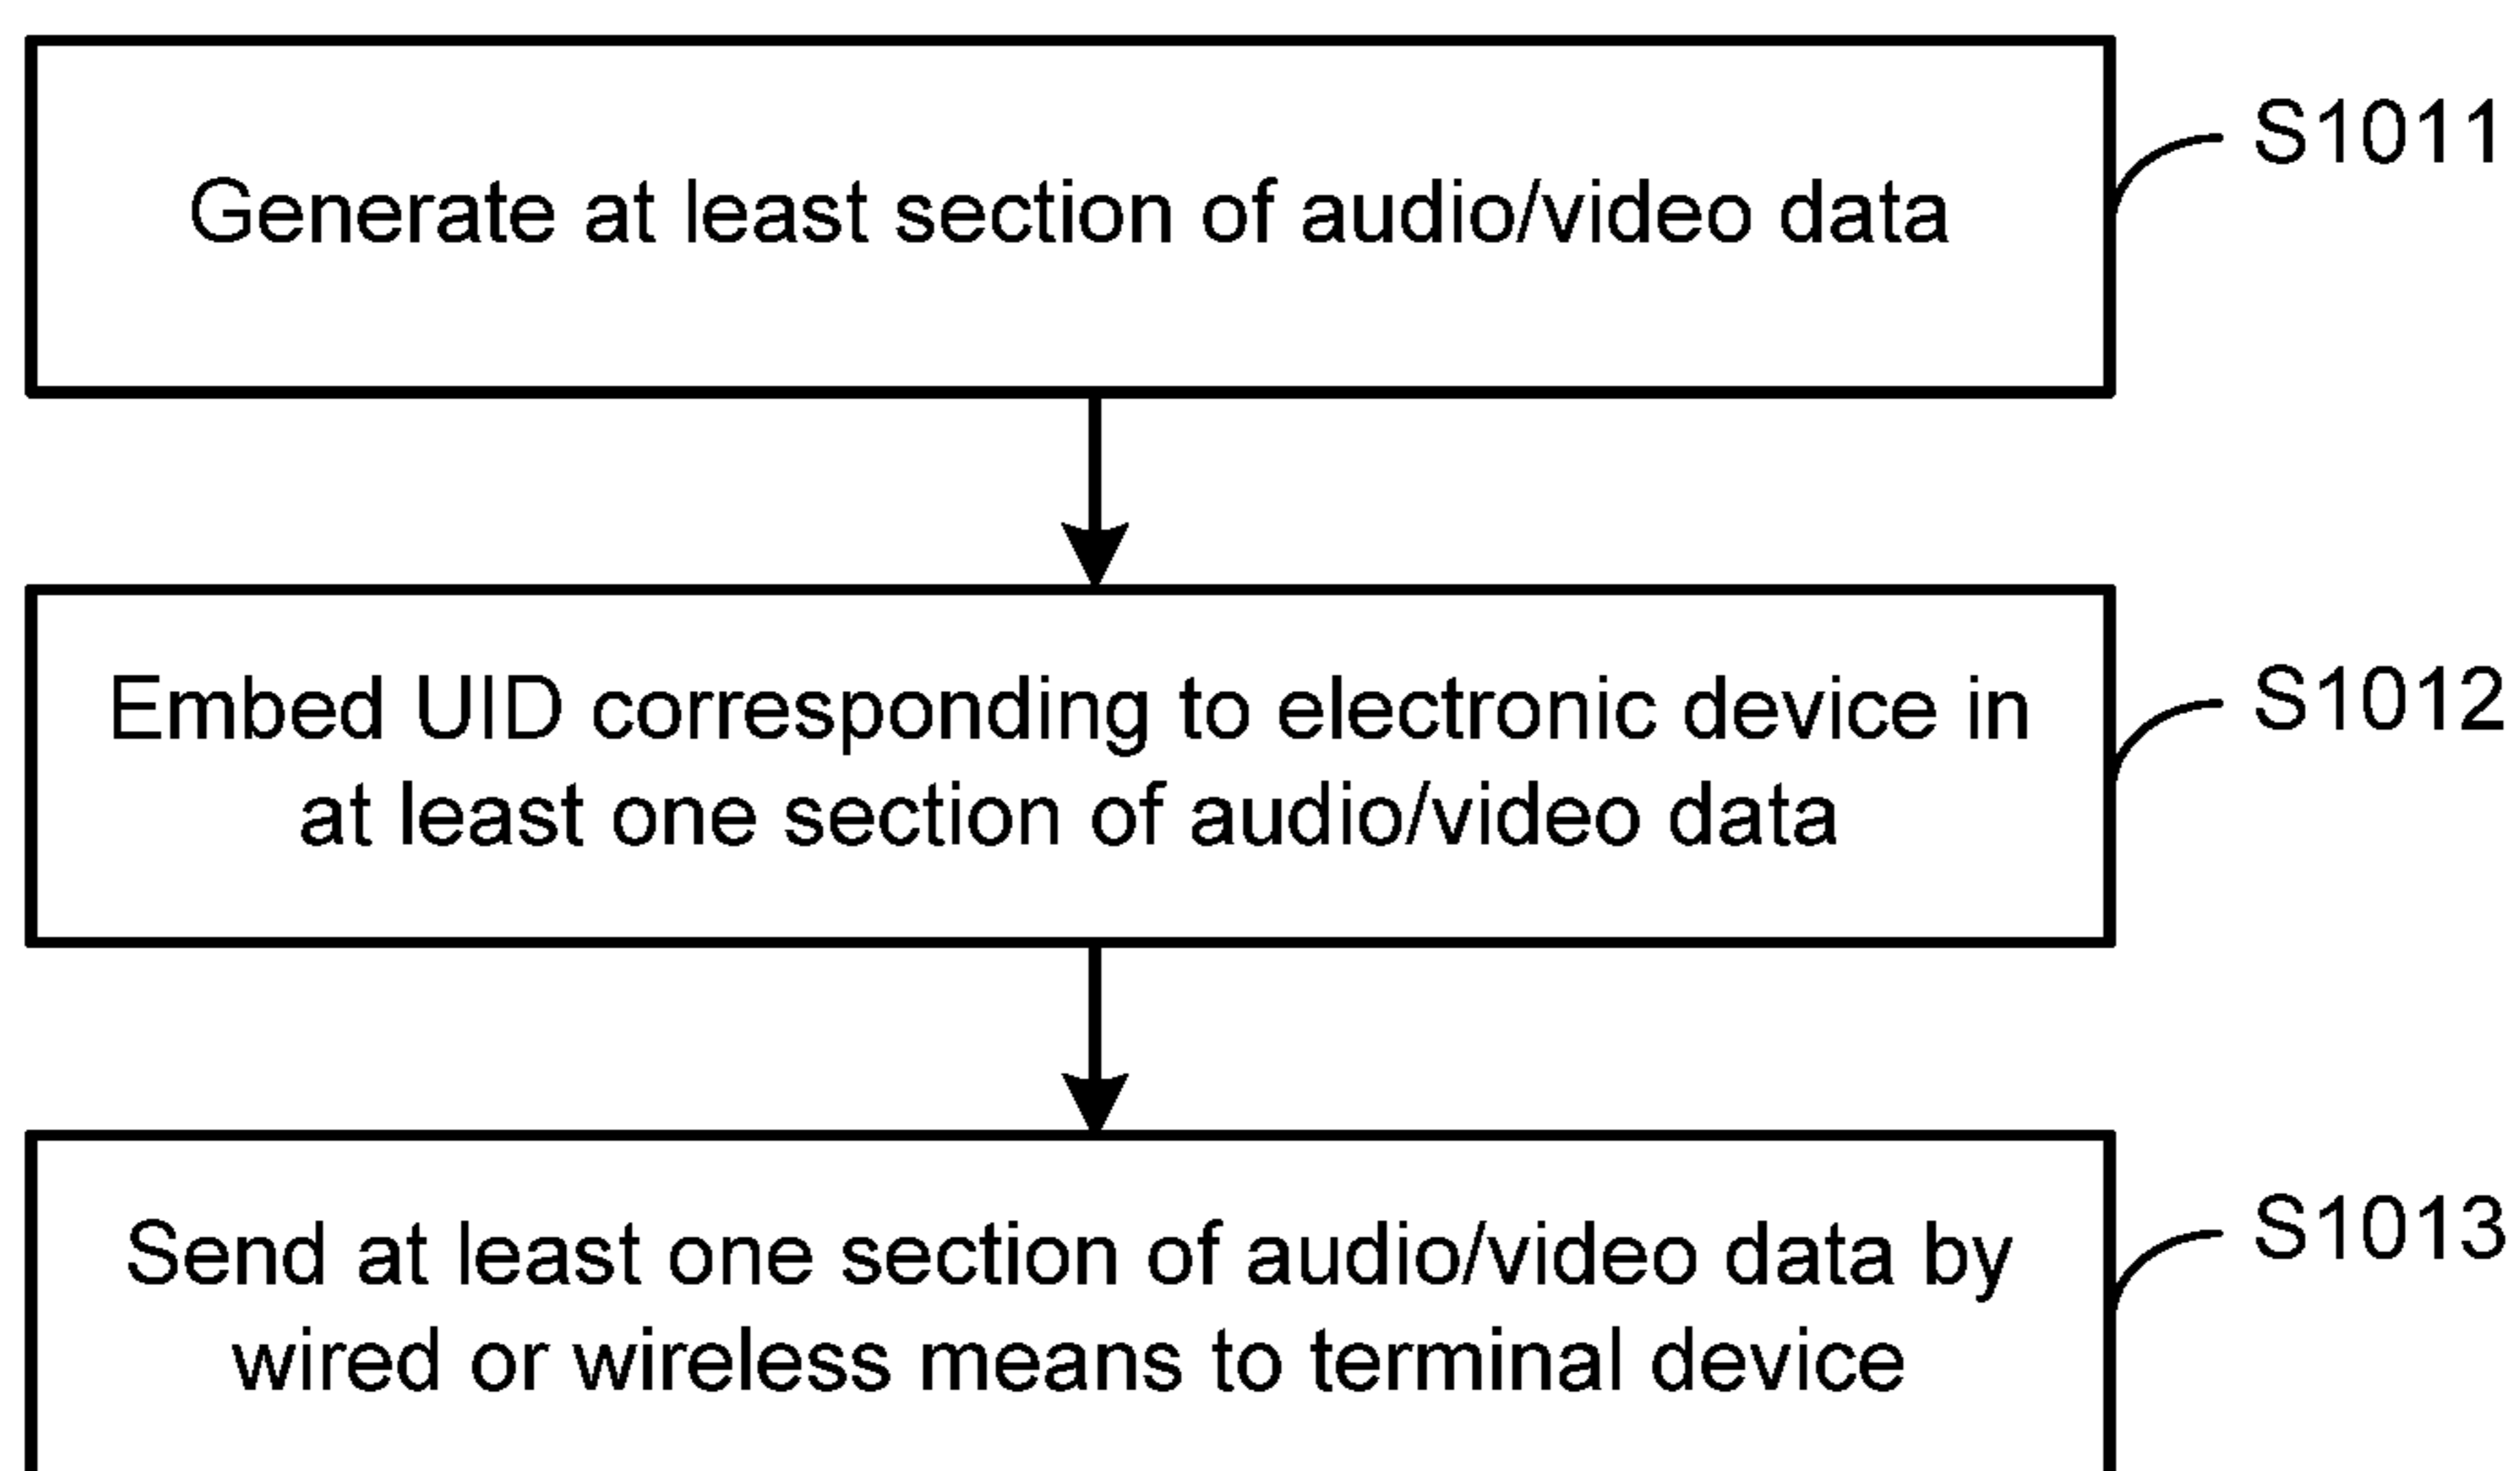 Generate at least section of audio/video data
S1011
Embed UID corresponding to electronic device in
at least one section of audio/video data
S1012
Send at least one section of audio/video data by
wired or wireless means to terminal device
S1013